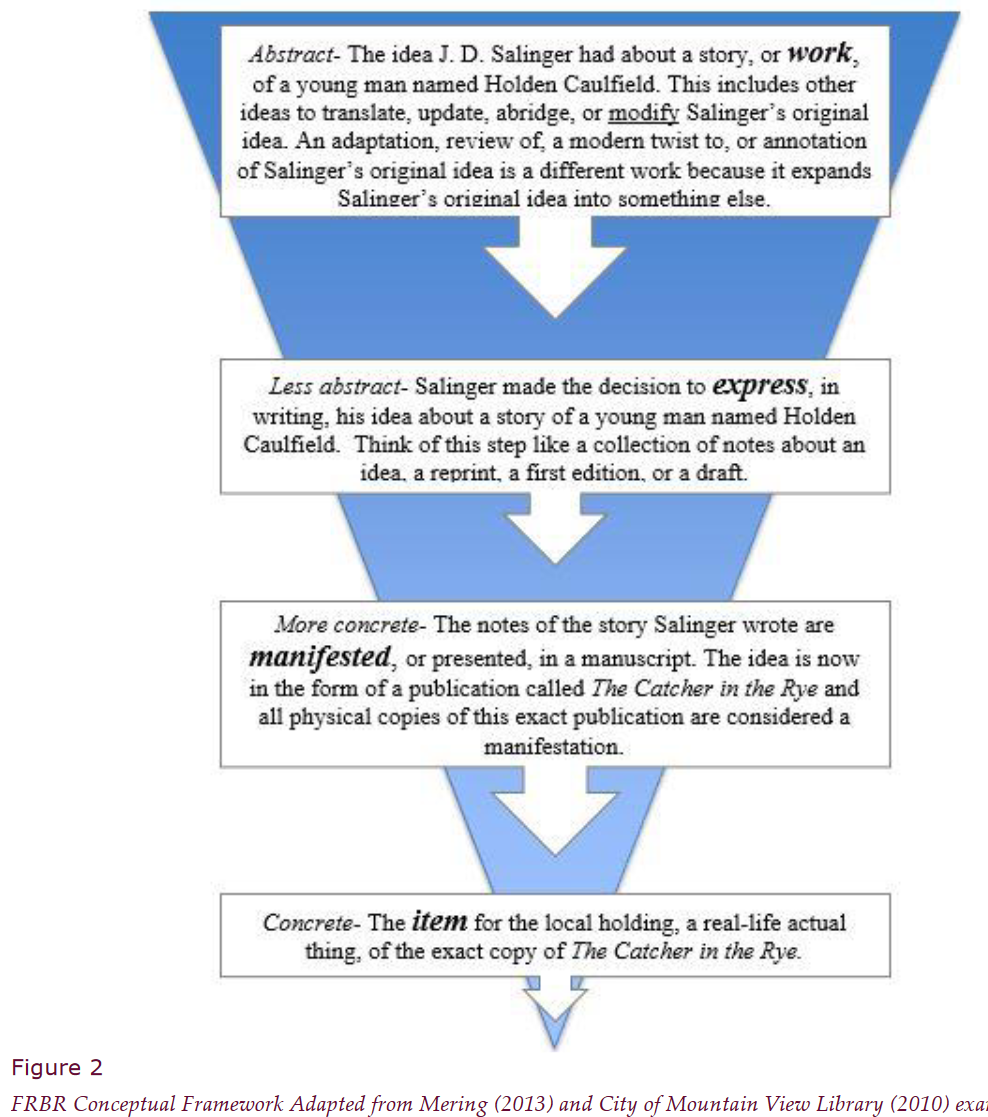 Abstract- The idea J. D. Salinger had about a story, or work,
of a young man named Holden Caulfield. This includes other
ideas to translate, update, abridge, or modify Salinger's original
idea. An adaptation, review of, a modern twist to, or annotation
of Salinger's original idea is a different work because it expands
Salinger's original idea into something else.
Less abstract- Salinger made the decision to express, in
writing, his idea about a story of a young man named Holden
Caulfield.  Think of this step like a collection of notes about an
idea, a reprint, a first edition, or a draft.
More concrete- The notes of the story Salinger wrote are
manifested, or presented, in a manuscript. The idea is now
in the form of a publication called The Catcher in the Rye and
all physical copies of this exact publication are considered a
manifestation.
Concrete- The item for the local holding, a real-life actual
thing, of the exact copy of The Catcher in the Rye.
Figure 2
FRBR Conceptual Framework Adapted from Mering (2013) and City of Mountain View Library (2010)